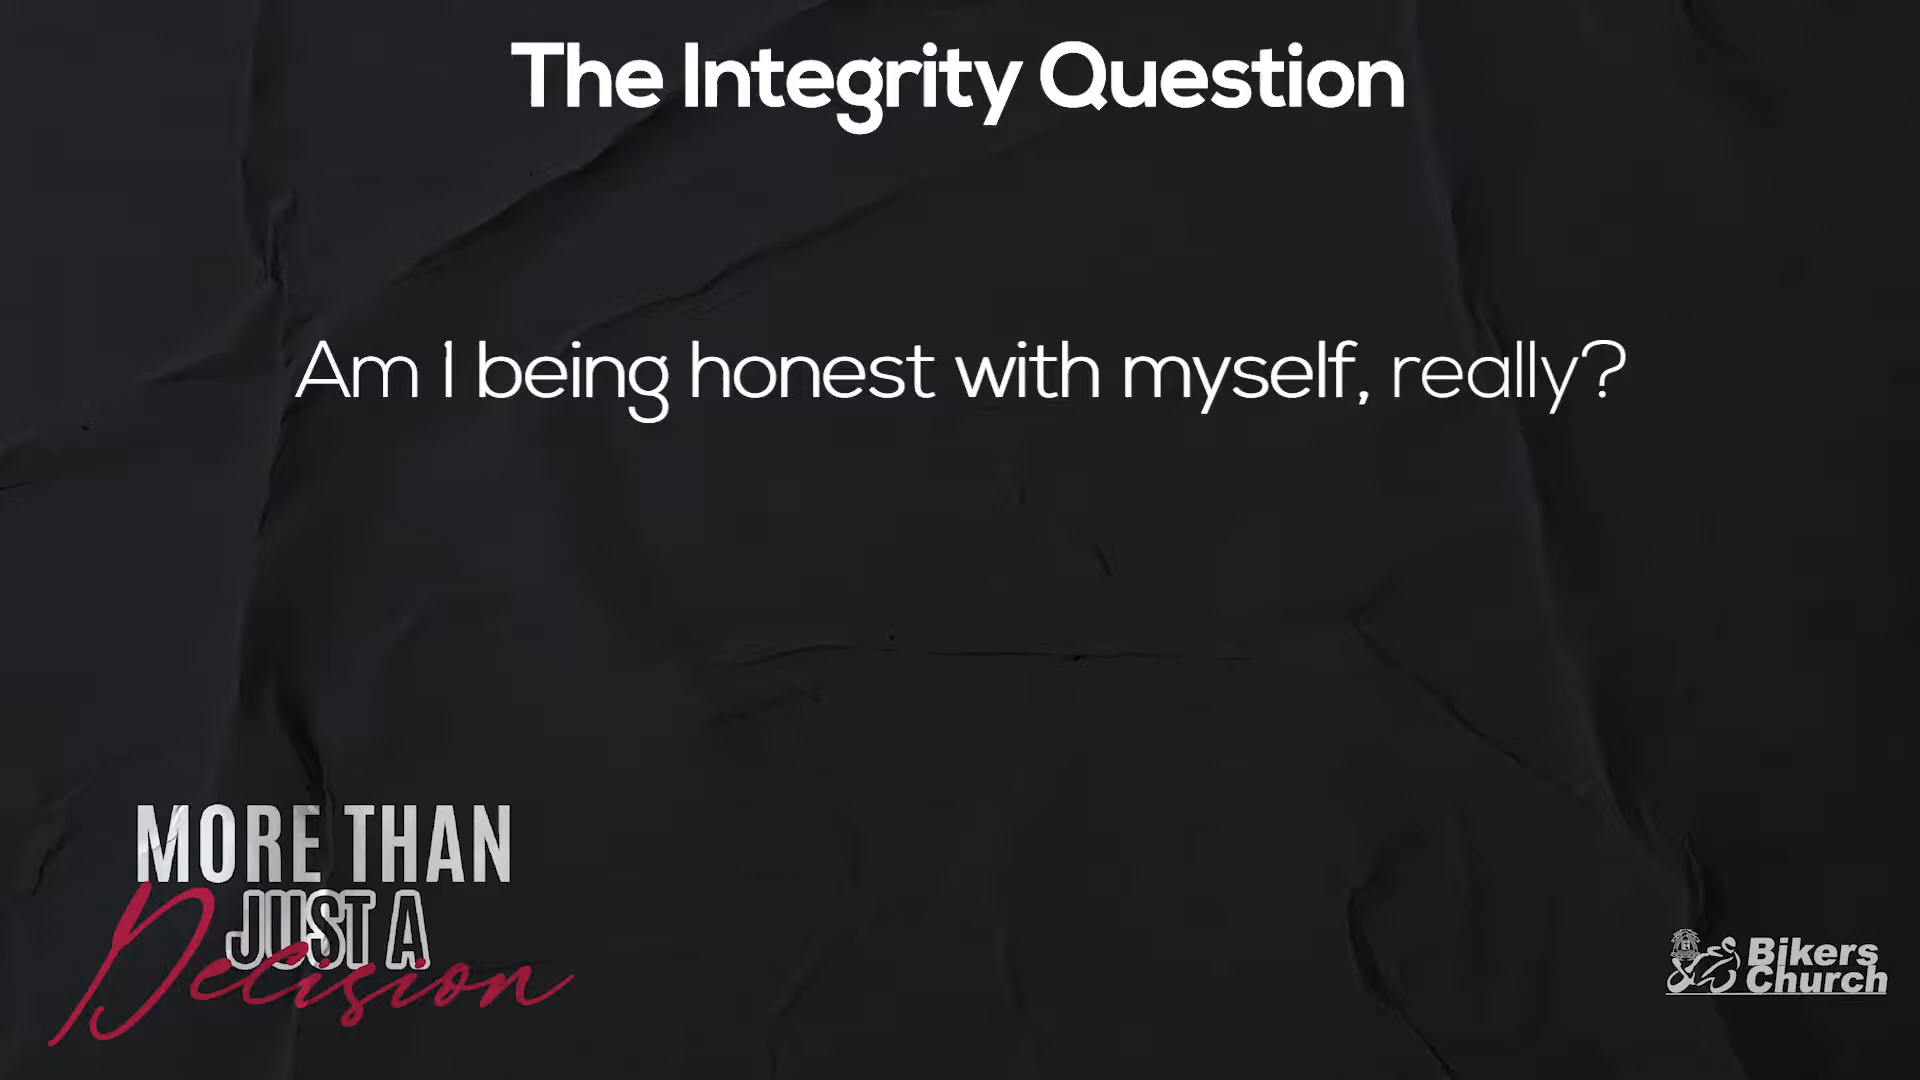 The Integrity Question
Am I being honest with myself, really?
MORE THAN
JUST A
Decision
Bikers
Church